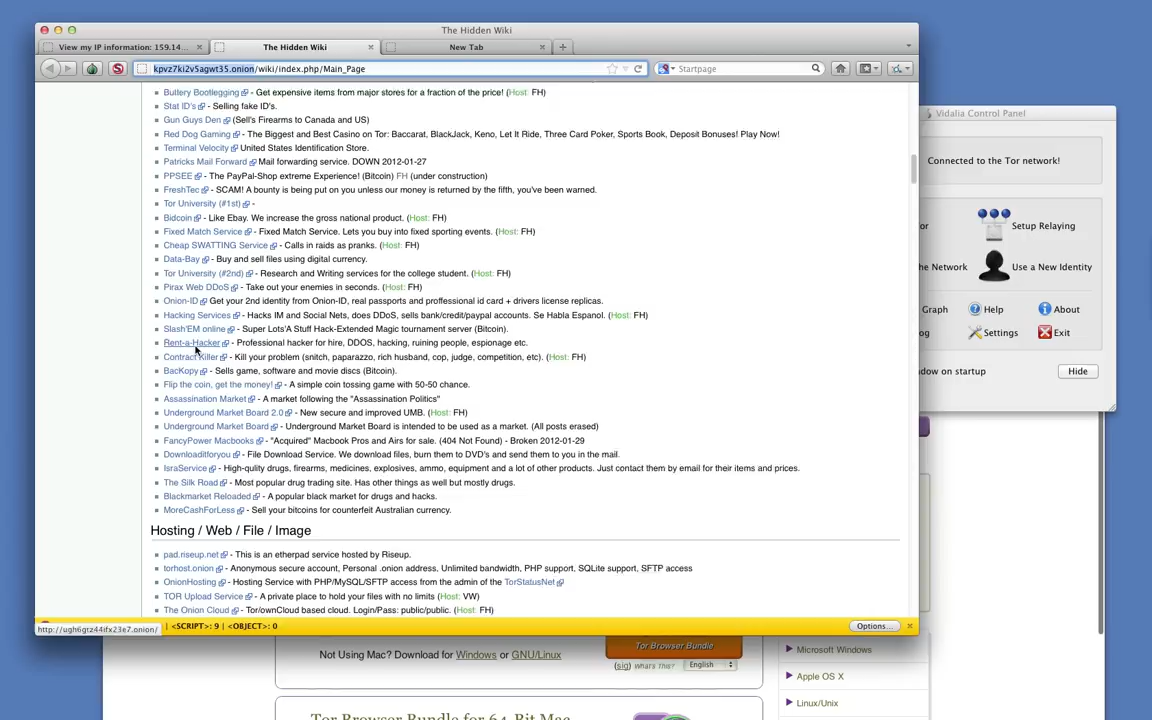 The Hidden Wiki
View my IP information: 159.14...
The Hidden Wiki
New Tab
kpvz7ki2v5agwt35.onion/wiki/index.php/Main_Page
Startpage
Butlery Bootlegging - Get expensive items from major stores for a fraction of the price! (Host: FH)
Stat ID's - Selling fake ID's.
Gun Guys Den (Sell's Firearms to Canada and US)
Red Dog Gaming - The Biggest and Best Casino on Tor: Baccarat, BlackJack, Keno, Let It Ride, Three Card Poker, Sports Book, Deposit Bonuses! Play Now!
Terminal Velocity United States Identification Store.
Patricks Mail Forward Mail forwarding service. DOWN 2012-01-27
PPSEE - The PayPal-Shop extreme Experience! (Bitcoin) FH (under construction)
FreshTec - SCAM! A bounty is being put on you unless our money is returned by the fifth, you've been warned.
Tor University (#1st) -
Bidcoin - Like Ebay. We increase the gross national product. (Host: FH)
Fixed Match Service - Fixed Match Service. Lets you buy into fixed sporting events. (Host: FH)
Cheap SWATTING Service - Calls in raids as pranks. (Host: FH)
Data-Bay - Buy and sell files using digital currency.
Tor University (#2nd) - Research and Writing services for the college student. (Host: FH)
Pirax Web DDoS - Take out your enemies in seconds. (Host: FH)
Onion-ID Get your 2nd identity from Onion-ID, real passports and proffesional id card + drivers license replicas.
Hacking Services - Hacks IM and Social Nets, does DDoS, sells bank/credit/paypal accounts. Se Habla Espanol. (Host: FH)
Slash'EM online - Super Lots'A Stuff Hack-Extended Magic tournament server (Bitcoin).
Rent-a-Hacker - Professional hacker for hire, DDOS, hacking, ruining people, espionage etc.
Contract Killer - Kill your problem (snitch, paparazzo, rich husband, cop, judge, competition, etc). (Host: FH)
BacKopy - Sells game, software and movie discs (Bitcoin).
Flip the coin, get the money! - A simple coin tossing game with 50-50 chance.
Assassination Market - A market following the "Assassination Politics"
Underground Market Board 2.0 - New secure and improved UMB. (Host: FH)
Underground Market Board - Underground Market Board is intended to be used as a market. (All posts erased)
FancyPower Macbooks - "Acquired" Macbook Pros and Airs for sale. (404 Not Found) - Broken 2012-01-29
Downloaditforyou - File Download Service. We download files, burn them to DVD's and send them to you in the mail.
IsraService - High-qulity drugs, firearms, medicines, explosives, ammo, equipment and a lot of other products. Just contact them by email for their items and prices.
The Silk Road - Most popular drug trading site. Has other things as well but mostly drugs.
Blackmarket Reloaded - A popular black market for drugs and hacks.
MoreCashForLess - Sell your bitcoins for counterfeit Australian currency.
Hosting / Web / File / Image
pad.riseup.net - This is an etherpad service hosted by Riseup.
torhost.onion - Anonymous secure account, Personal .onion address. Unlimited bandwidth, PHP support, SQLite support, SFTP access
OnionHosting - Hosting Service with PHP/MySQL/SFTP access from the admin of the TorStatusNet
TOR Upload Service - A private place to hold your files with no limits (Host: VW)
The Onion Cloud - Tor/ownCloud based cloud. Login/Pass: public/public. (Host: FH)
http://ugh6gtz44ifx23e7.onion/
| <SCRIPT>: 9 | <OBJECT>: 0
Options...
Vidalia Control Panel
Connected to the Tor network!
or
Setup Relaying
he Network
Use a New Identity
Graph
Help
About
og
Settings
Exit
dow on startup
Hide
Tor Browser Bundle
Not Using Mac? Download for Windows or GNU/Linux
(sig) whats this?
English
Microsoft Windows
Apple OS X
Linux/Unix
Tor Browser Bundle for 64-Bit Mac